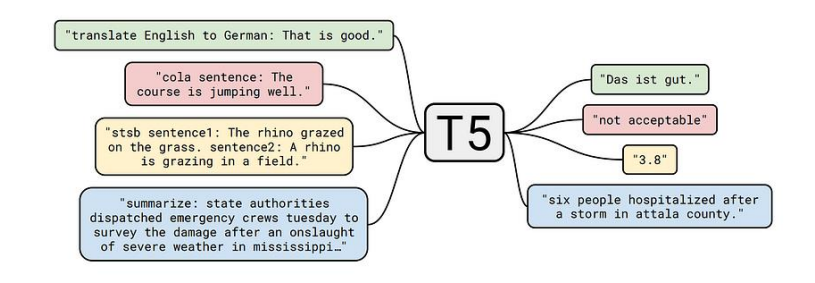 "translate English to German: That is good."
"cola sentence: The
course is jumping well."
"stsb sentence1: The rhino grazed
on the grass. sentence2: A rhino
is grazing in a field."
"summarize: state authorities
dispatched emergency crews tuesday to
survey the damage after an onslaught
of severe weather in mississippi…"
T5
"Das ist gut."
"not acceptable"
"3.8"
"six people hospitalized after
a storm in attala county."